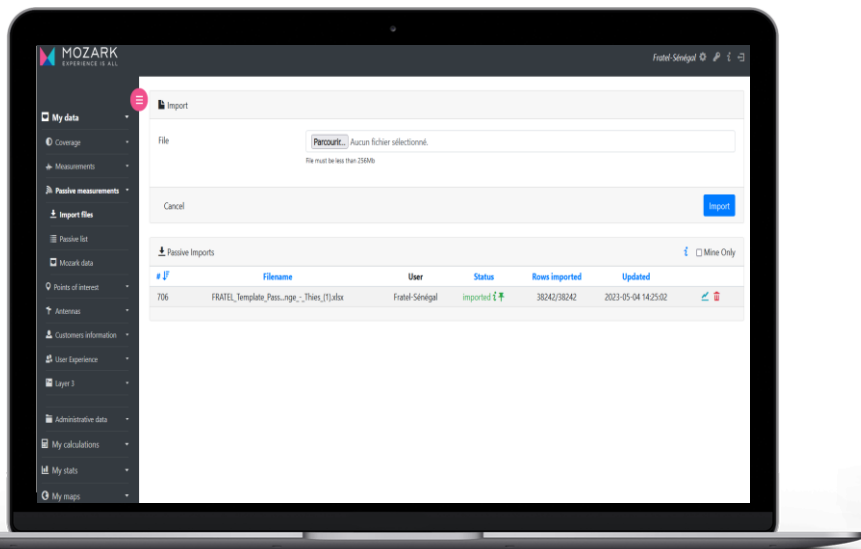 MOZARK
EXPERIENCE IS ALL
Fratel-Sénégal
My data
Coverage
Measurements
Passive measurements
Import files
Passive list
Mozark data
Points of interest
Antennas
Customers information
User Experience
Layer 3
Administrative data
My calculations
My stats
My maps
Import
File
Parcourir... Aucun fichier sélectionné.
File must be less than 256Mb
Cancel
Import
Passive Imports
i Mine Only
# Filename User Status Rows imported Updated
706 FRATEL_Template_Pass...nge_-_Thies_(1).xlsx Fratel-Sénégal imported i 38242/38242 2023-05-04 14:25:02